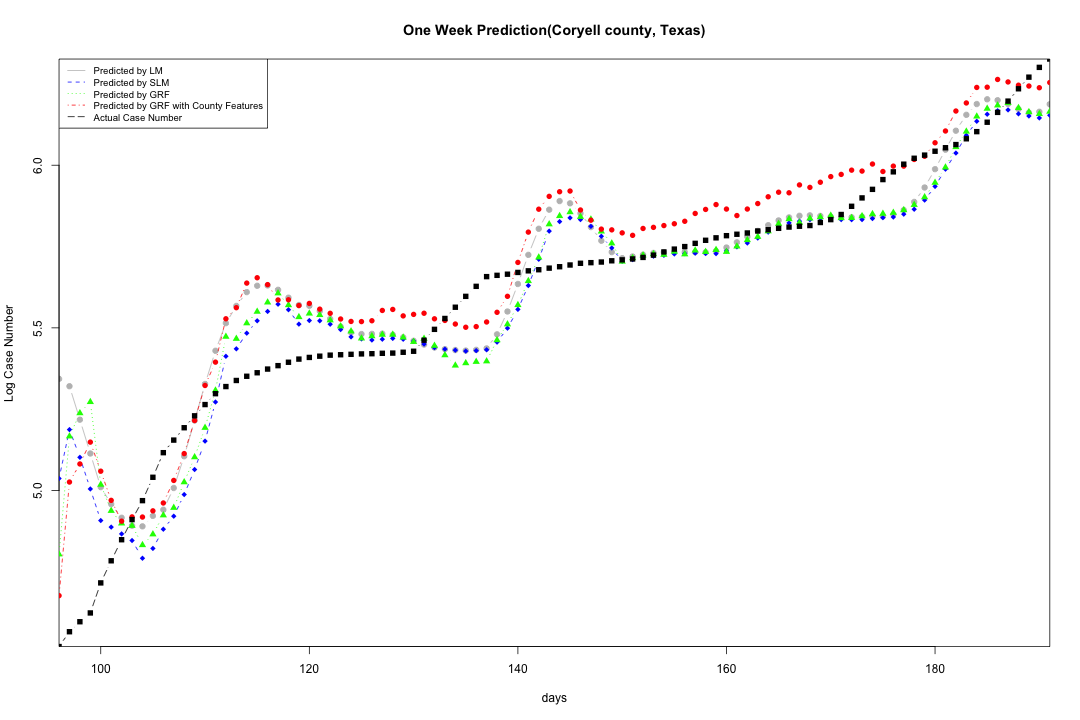 One Week Prediction(Coryell county, Texas)
Predicted by LM
Predicted by SLM
Predicted by GRF
Predicted by GRF with County Features
Actual Case Number
6.0
5.5
5.0
Log Case Number
100 120 140 160 180
days